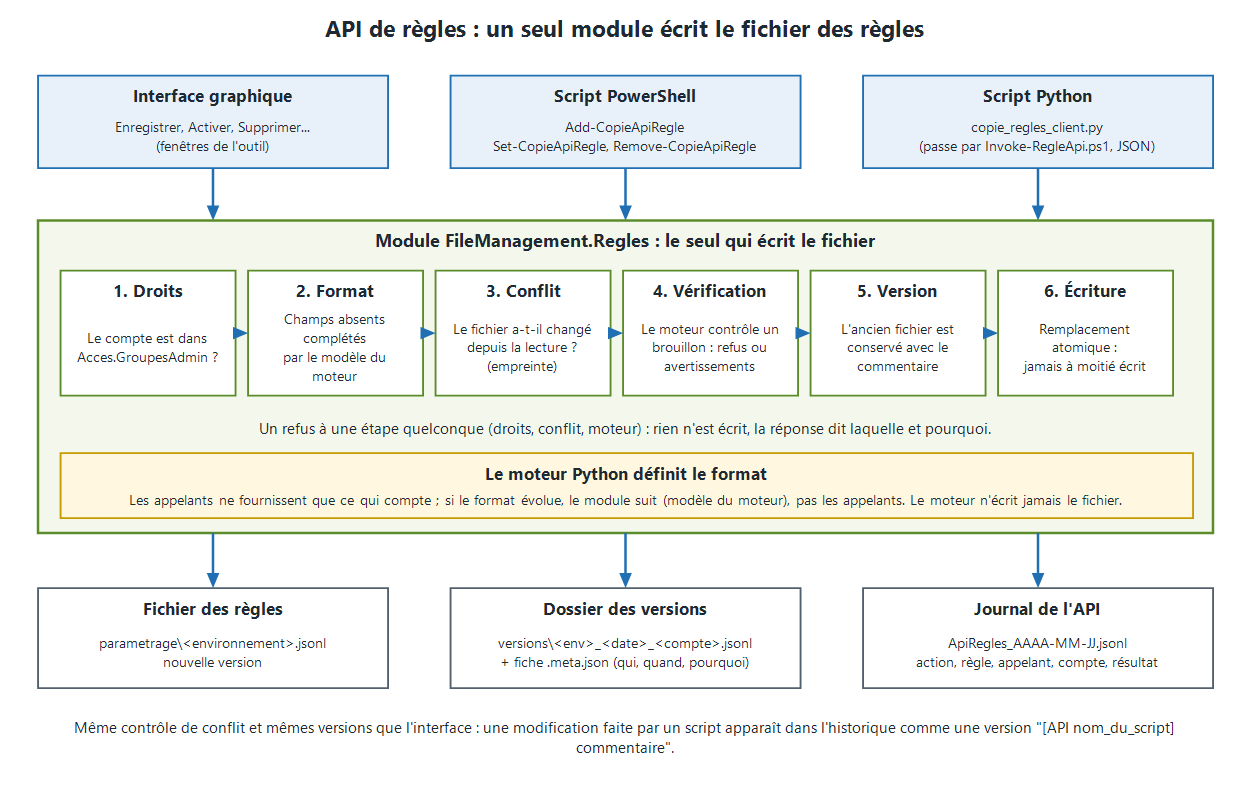 API de règles : un seul module écrit le fichier des règles
Interface graphique
Enregistrer, Activer, Supprimer...
(fenêtres de l'outil)
Script PowerShell
Add-CopieApiRegle
Set-CopieApiRegle, Remove-CopieApiRegle
Script Python
copie_regles_client.py
(passe par Invoke-RegleApi.ps1, JSON)
Module FileManagement.Regles : le seul qui écrit le fichier
1. Droits
Le compte est dans
Acces.GroupesAdmin ?
2. Format
Champs absents
complétés
par le modèle du
moteur
3. Conflit
Le fichier a-t-il changé
depuis la lecture ?
(empreinte)
4. Vérification
Le moteur contrôle un
brouillon : refus ou
avertissements
5. Version
L'ancien fichier est
conservé avec le
commentaire
6. Écriture
Remplacement
atomique :
jamais à moitié écrit
Un refus à une étape quelconque (droits, conflit, moteur) : rien n'est écrit, la réponse dit laquelle et pourquoi.
Le moteur Python définit le format
Les appelants ne fournissent que ce qui compte ; si le format évolue, le module suit (modèle du moteur), pas les appelants. Le moteur n'écrit jamais le fichier.
Fichier des règles
parametrage\<environnement>.jsonl
nouvelle version
Dossier des versions
versions\<env>_<date>_<compte>.jsonl
+ fiche .meta.json (qui, quand, pourquoi)
Journal de l'API
ApiRegles_AAAA-MM-JJ.jsonl
action, règle, appelant, compte, résultat
Même contrôle de conflit et mêmes versions que l'interface : une modification faite par un script apparaît dans l'historique comme une version "[API nom_du_script]
commentaire".